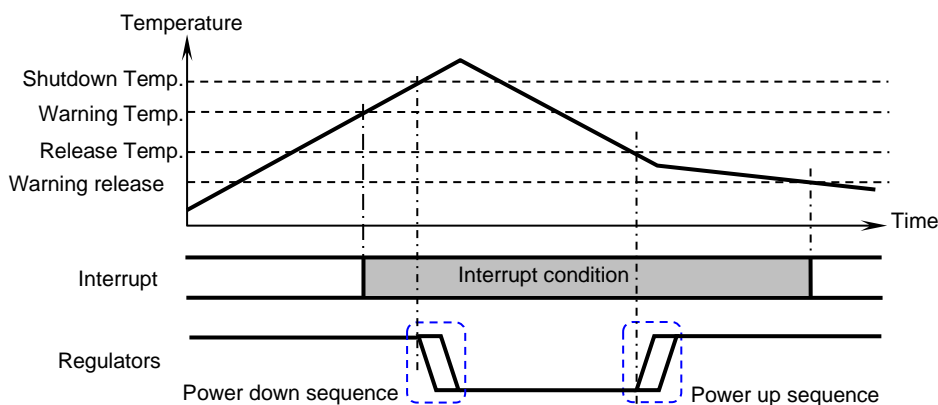 Temperature
Shutdown Temp.
Warning Temp.
Release Temp.
Warning release
Time
Interrupt
Interrupt condition
Regulators
Power down sequence
Power up sequence